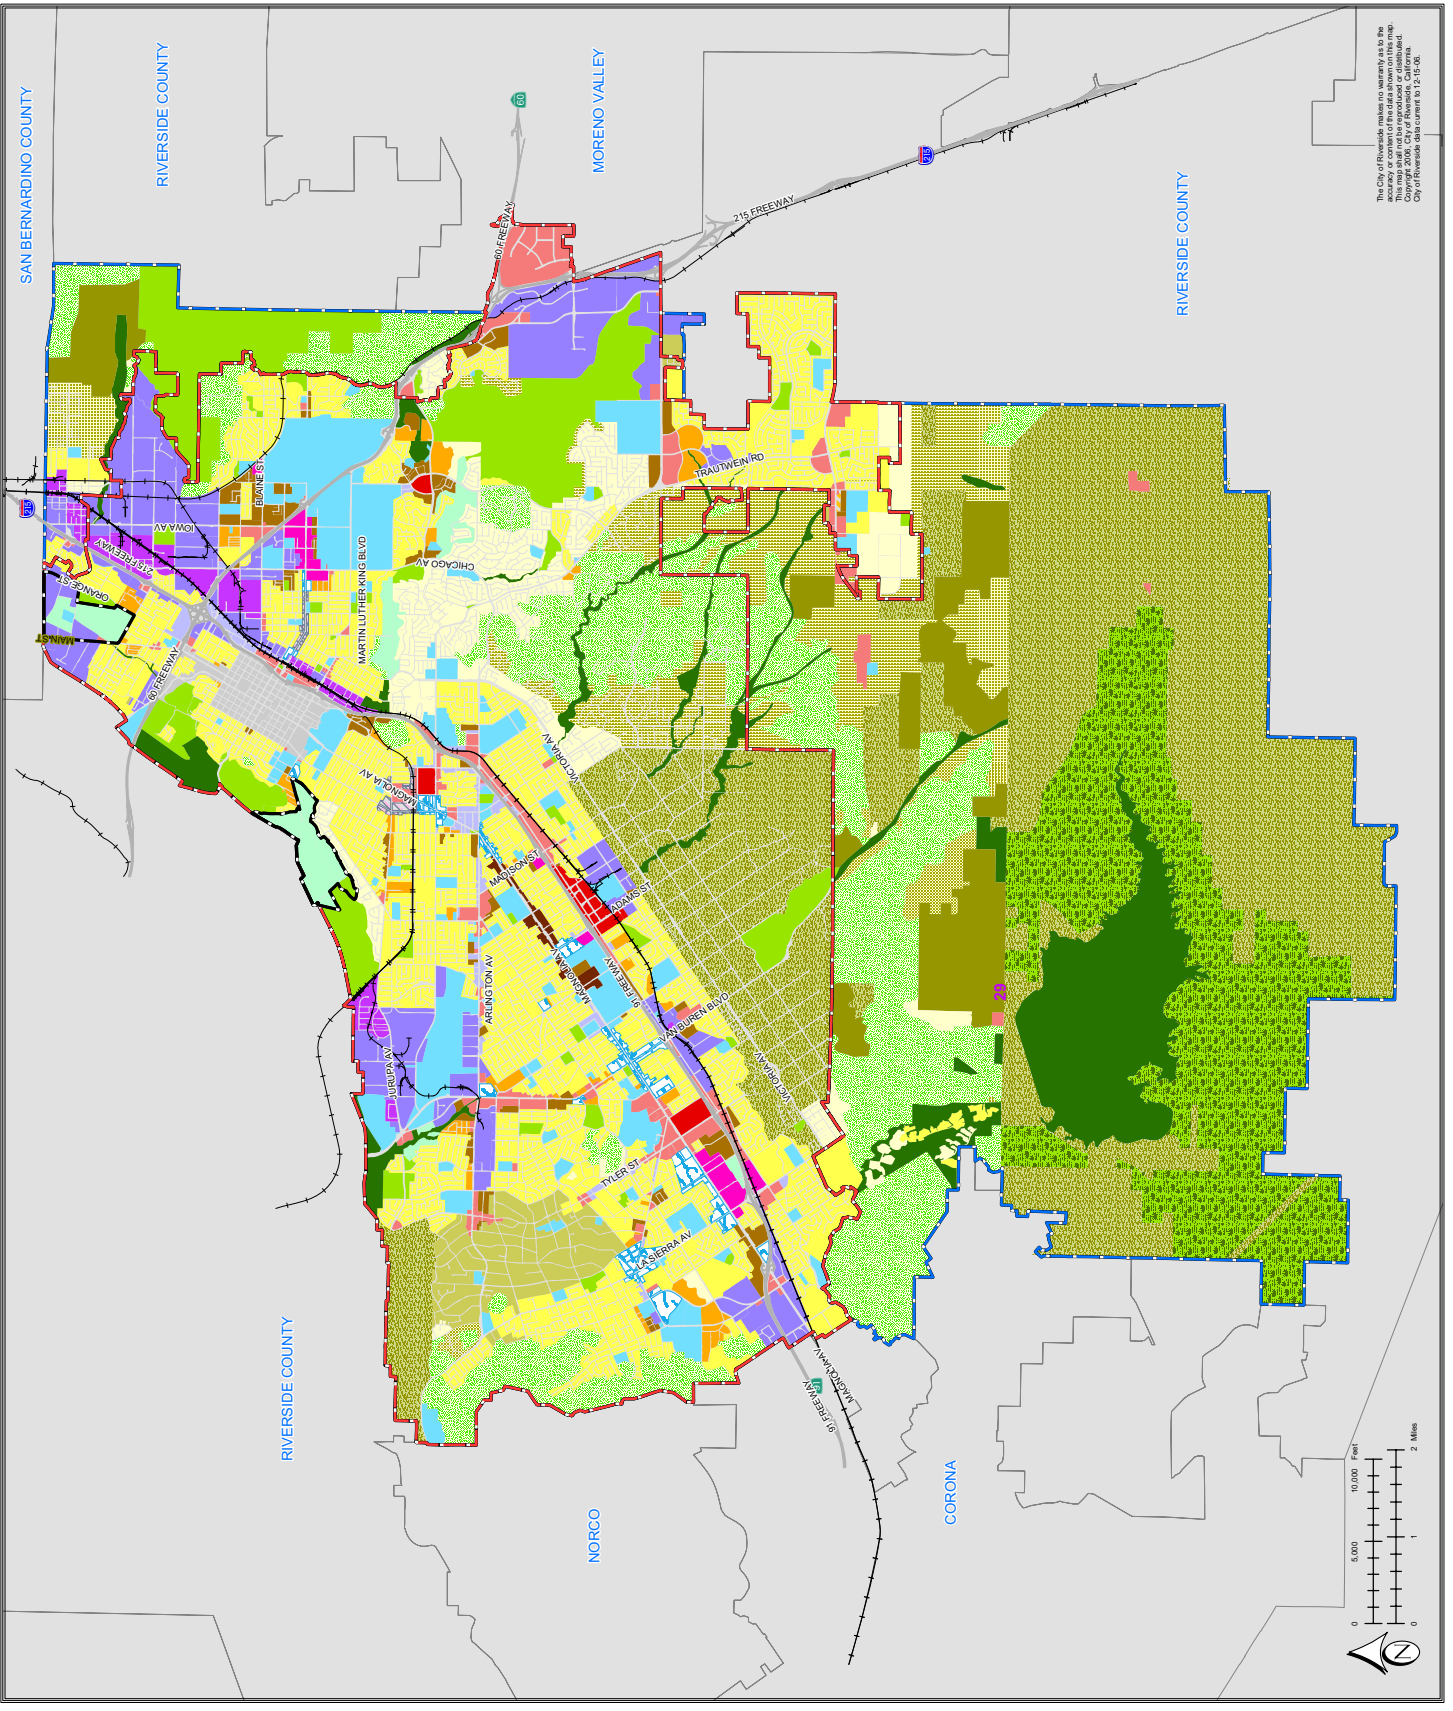 SAN BERNARDINO COUNTY
RIVERSIDE COUNTY
MORENO VALLEY
RIVERSIDE COUNTY
The City of Riverside makes no warranty as to the
accuracy or content of the data shown on this map.
This map shall not be reproduced or distributed.
Copyright 2006, City of Riverside, California.
City of Riverside data current to 12-15-06.
60
215
60 FREEWAY
215 FREEWAY
215
BLAINE ST
IOWA AV
215 FREEWAY
ORANGE ST
MAIN ST
60 FREEWAY
MARTIN LUTHER KING BLVD
CHICAGO AV
TRAUTWEIN RD
VICTORIA AV
MAGNOLIA AV
MADISON ST
ADAMS ST
MAGNOLIA AV
91 FREEWAY
ARLINGTON AV
VAN BUREN BLVD
VICTORIA AV
JURUPA AV
TYLER ST
LA SIERRA AV
29
RIVERSIDE COUNTY
91
MAGNOLIA AV
91 FREEWAY
NORCO
CORONA
0 5,000 10,000 Feet
0 1 2 Miles
N